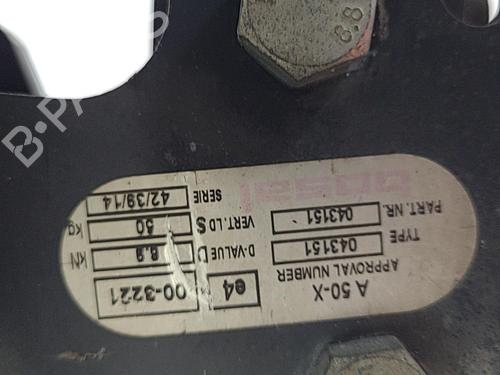 A 50-X
e4
00-3221
APPROVAL NUMBER
TYPE
043151
D-VALUE D
8.9
kN
PART. NR.
043151
VERT. LD S
50
kg
SERIE
42/39/14
8.8